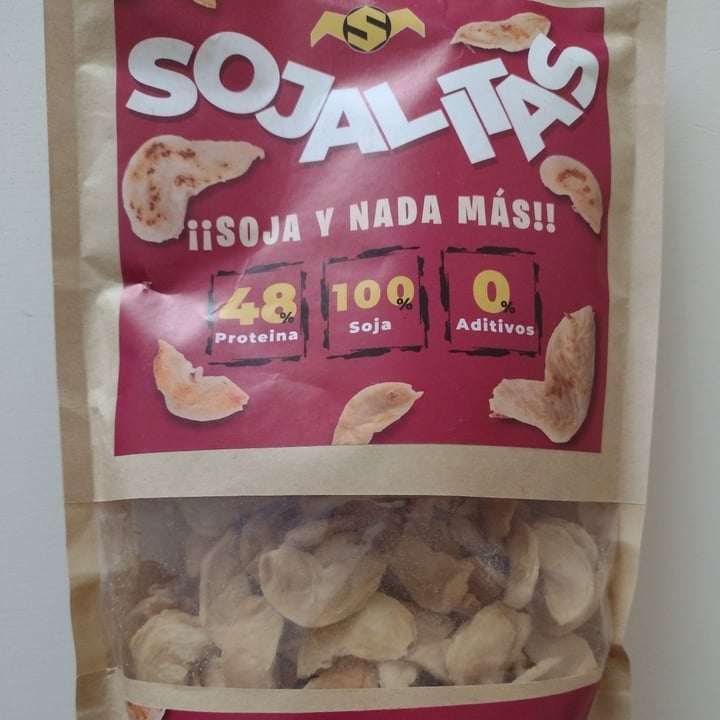 S
SOJALITAS
¡¡SOJA Y NADA MÁS!!
48% Proteina
100% Soja
0% Aditivos